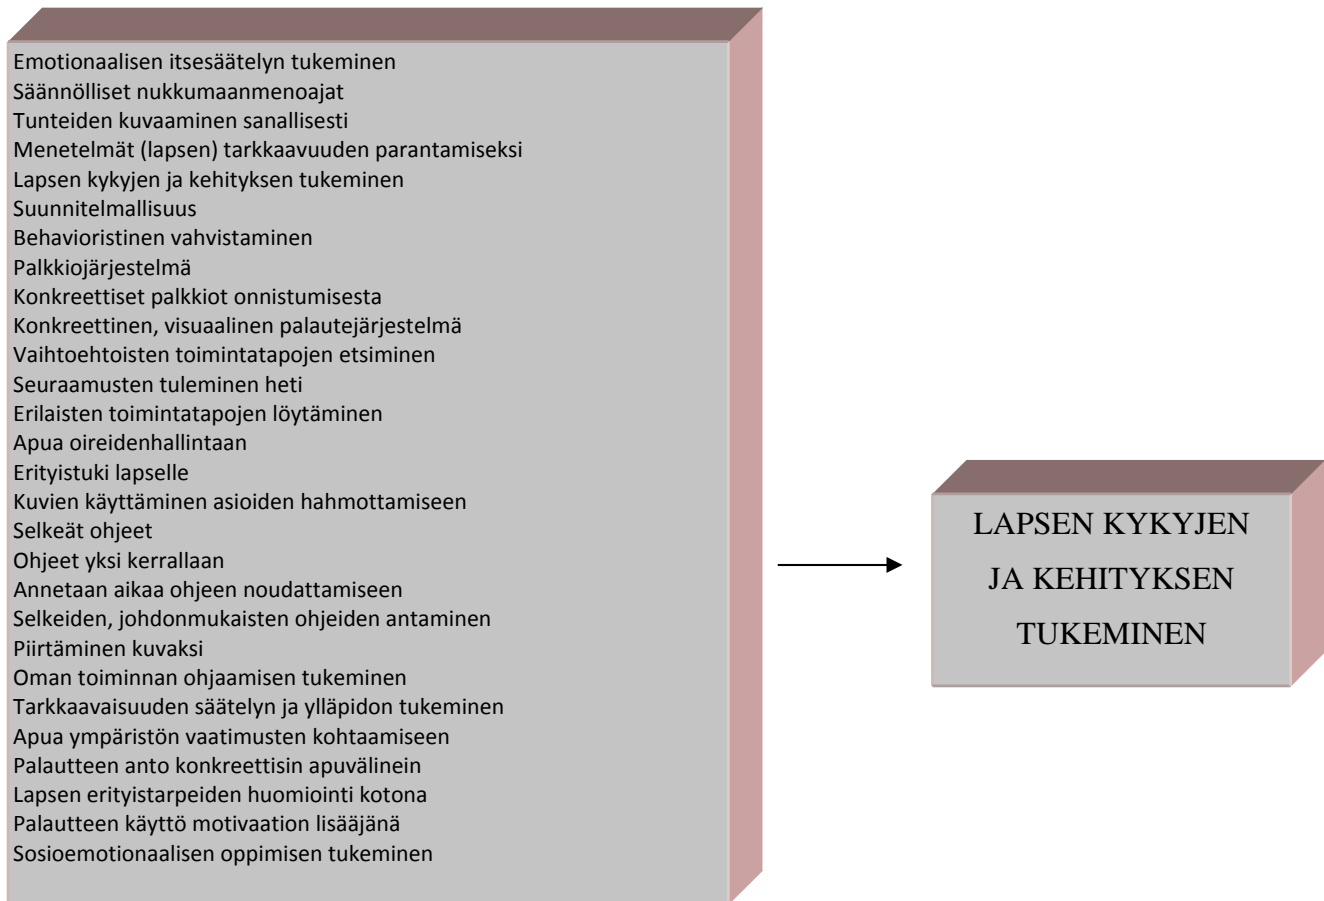 Emotionaalisen itsesäätelyn tukeminen
Säännölliset nukkumaanmenoajat
Tunteiden kuvaaminen sanallisesti
Menetelmät (lapsen) tarkkaavuuden parantamiseksi
Lapsen kykyjen ja kehityksen tukeminen
Suunnitelmallisuus
Behavioristinen vahvistaminen
Palkkiojärjestelmä
Konkreettiset palkkiot onnistumisesta
Konkreettinen, visuaalinen palautejärjestelmä
Vaihtoehtoisten toimintatapojen etsiminen
Seuraamusten tuleminen heti
Erilaisten toimintatapojen löytäminen
Apua oireidenhallintaan
Erityistuki lapselle
Kuvien käyttäminen asioiden hahmottamiseen
Selkeät ohjeet
Ohjeet yksi kerrallaan
Annetaan aikaa ohjeen noudattamiseen
Selkeiden, johdonmukaisten ohjeiden antaminen
Piirtäminen kuvaksi
Oman toiminnan ohjaamisen tukeminen
Tarkkaavaisuuden säätelyn ja ylläpidon tukeminen
Apua ympäristön vaatimusten kohtaamiseen
Palautteen anto konkreettisin apuvälinein
Lapsen erityistarpeiden huomiointi kotona
Palautteen käyttö motivaation lisääjänä
Sosioemotionaalisen oppimisen tukeminen
LAPSEN KYKYJEN
JA KEHITYKSEN
TUKEMINEN